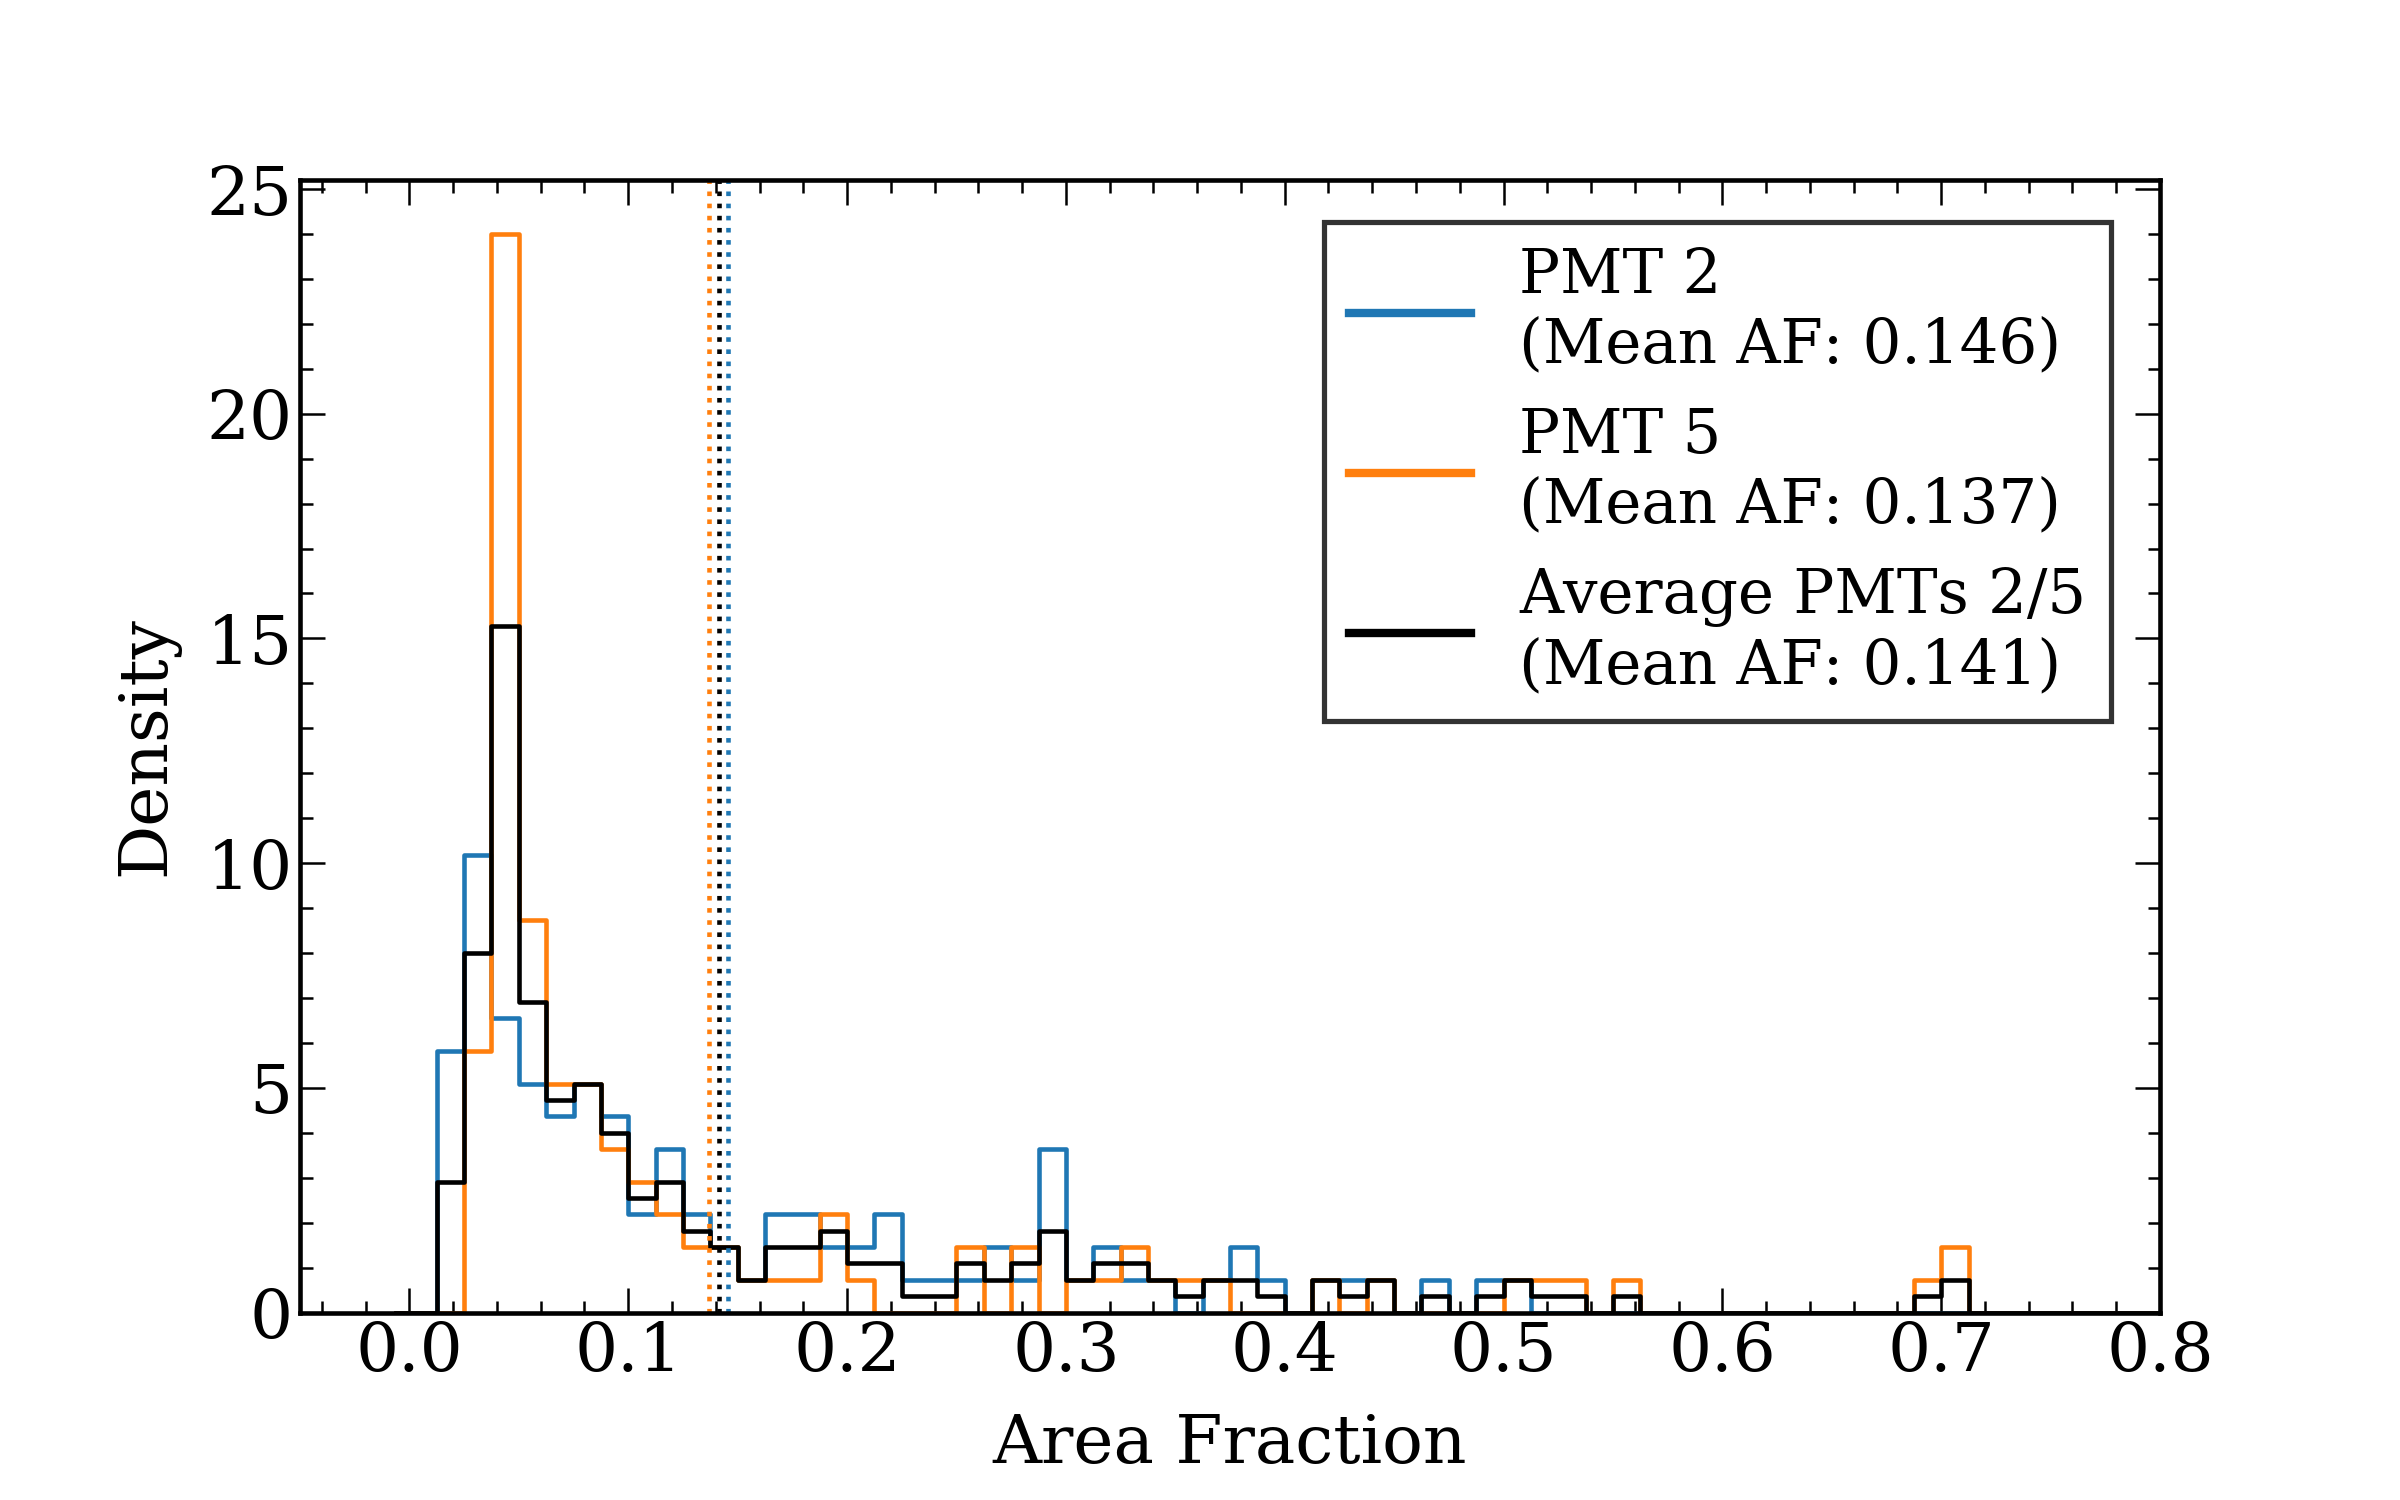 25
20
15
10
5
0
Density
PMT 2
(Mean AF: 0.146)
PMT 5
(Mean AF: 0.137)
Average PMTs 2/5
(Mean AF: 0.141)
0.0 0.1 0.2 0.3 0.4 0.5 0.6 0.7 0.8
Area Fraction